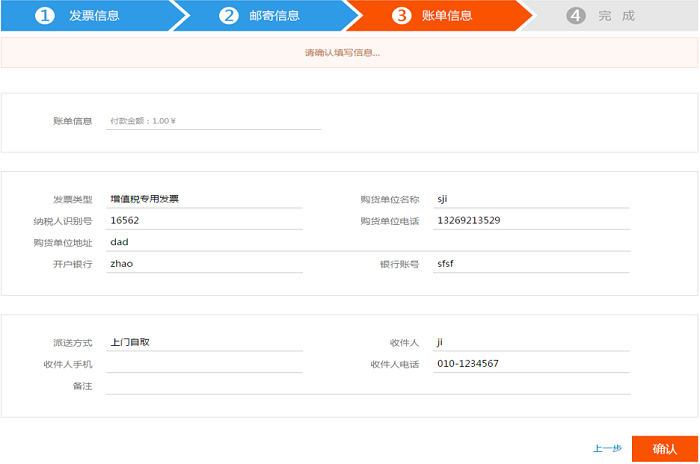 1 发票信息 2 邮寄信息 3 账单信息 4 完 成
请确认填写信息...
账单信息 付款金额：1.00 ¥
发票类型 增值税专用发票 购货单位名称 sji
纳税人识别号 16562 购货单位电话 13269213529
购货单位地址 dad
开户银行 zhao 银行账号 sfsf
派送方式 上门自取 收件人 ji
收件人手机 收件人电话 010-1234567
备注
上一步 确认